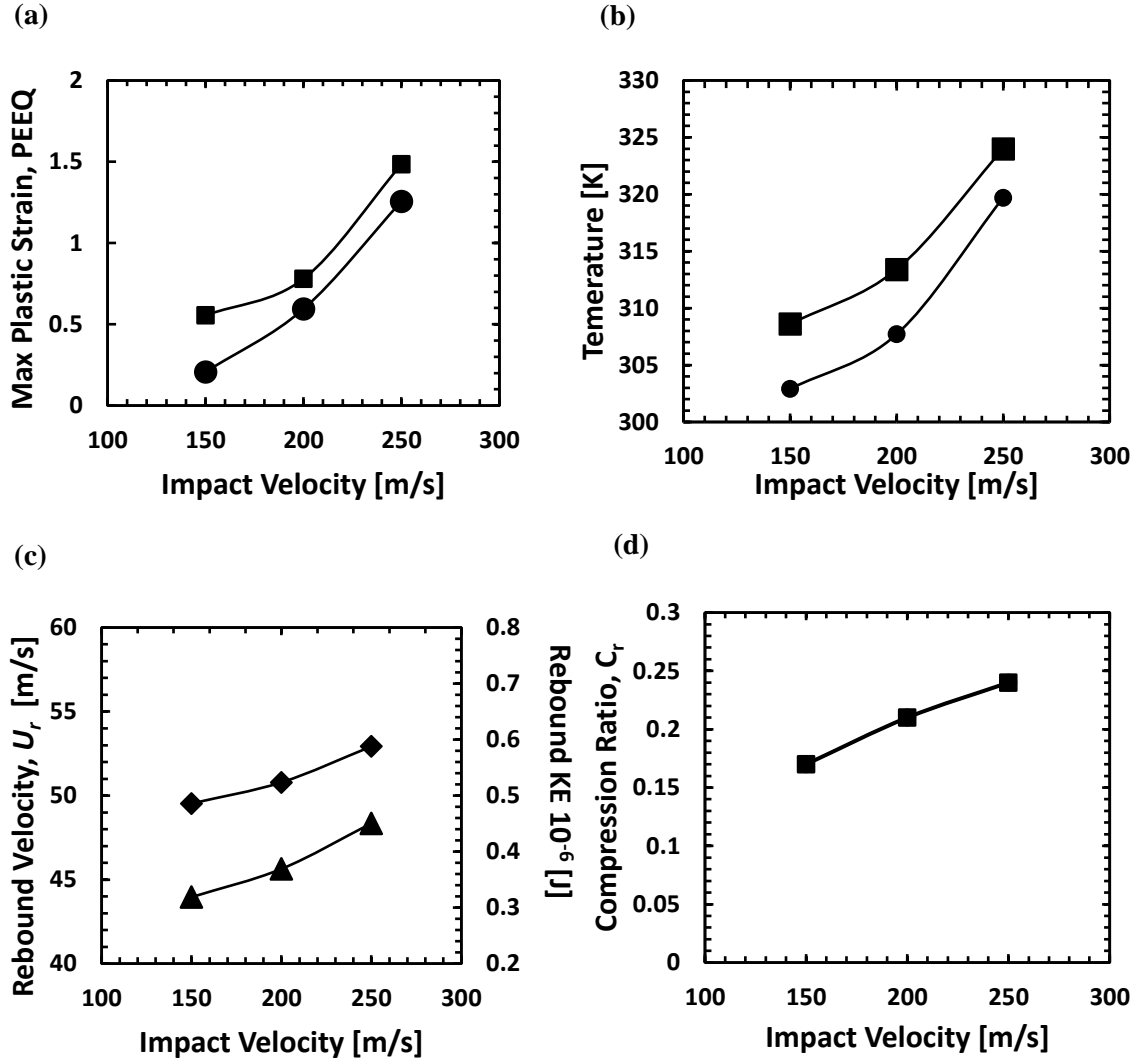 (a)
Max Plastic Strain, PEEQ
2
1.5
1
0.5
0
100 150 200 250 300
Impact Velocity [m/s]
(b)
Temerature [K]
330
325
320
315
310
305
300
100 150 200 250 300
Impact Velocity [m/s]
(c)
Rebound Velocity, Ur [m/s]
60
55
50
45
40
0.8
0.7
0.6
0.5
0.4
0.3
0.2
Rebound KE 10-6 [J]
100 150 200 250 300
Impact Velocity [m/s]
(d)
Compression Ratio, Cr
0.3
0.25
0.2
0.15
0.1
0.05
0
100 150 200 250 300
Impact Velocity [m/s]